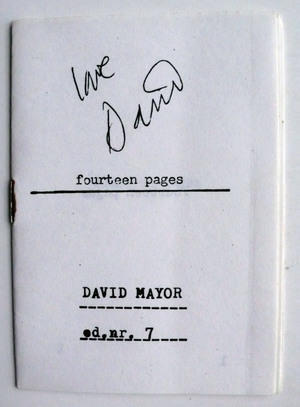 love
David
fourteen pages
DAVID MAYOR
ed.nr. 7